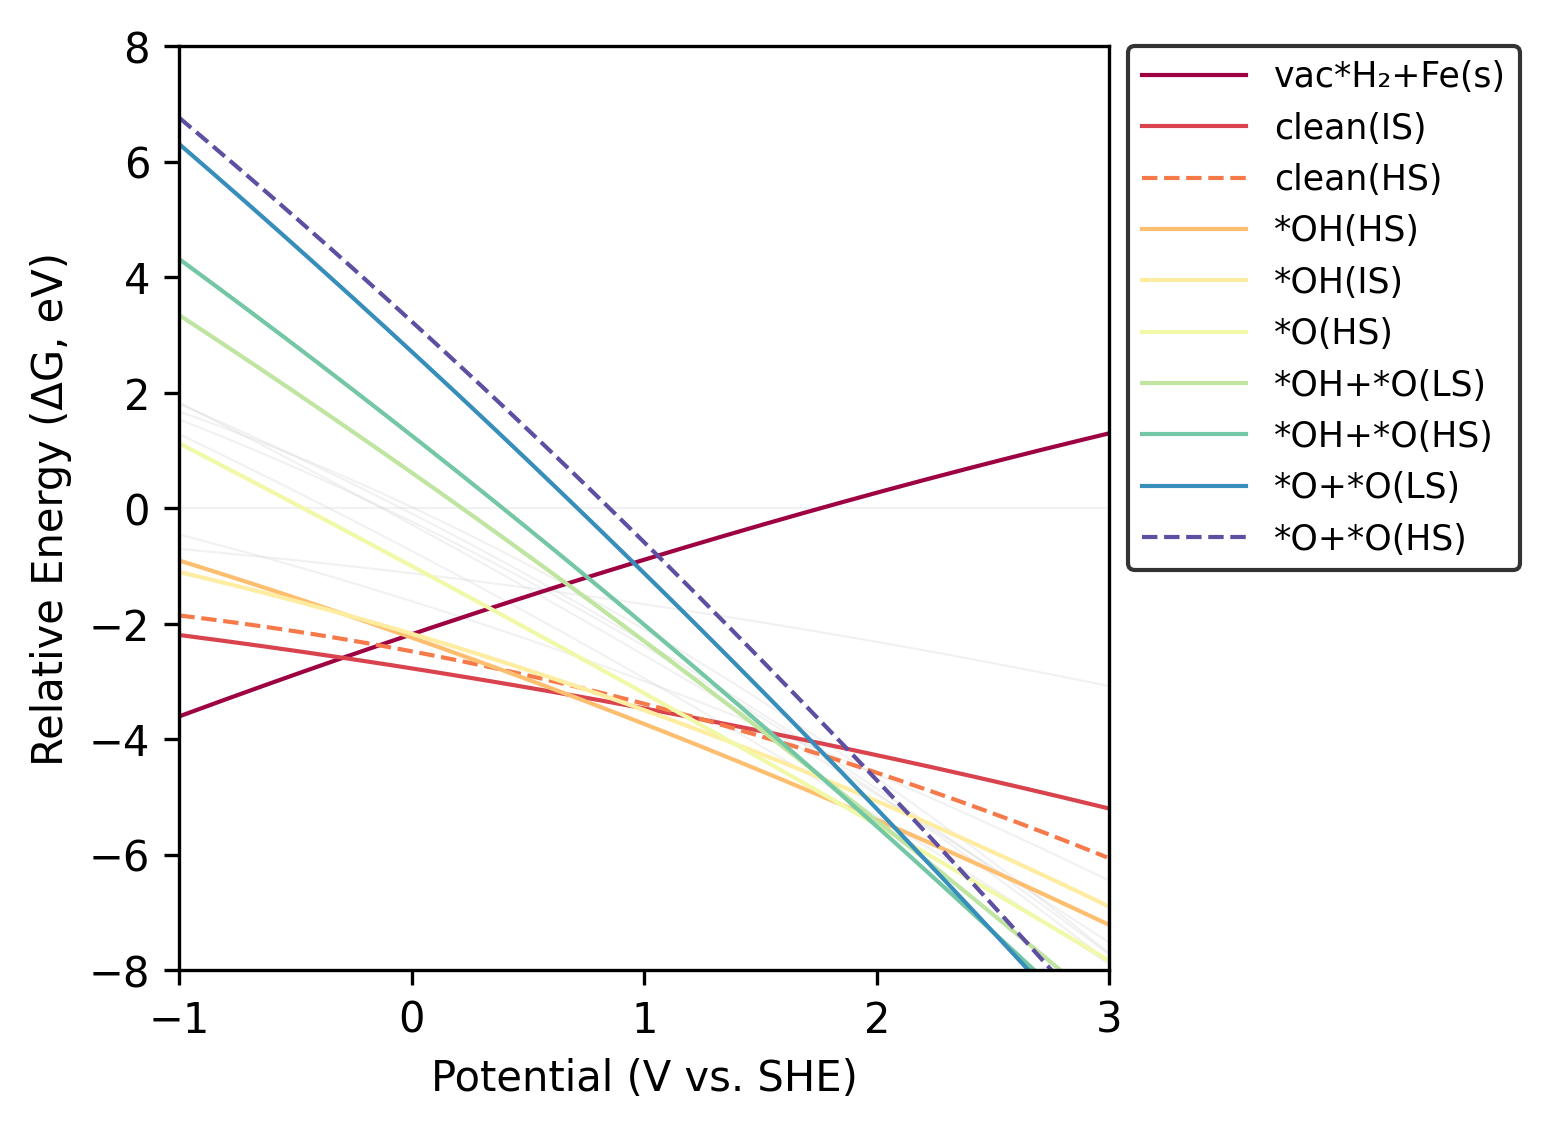 8
6
4
2
0
−2
−4
−6
−8
−1
0
1
2
3
Relative Energy (ΔG, eV)
Potential (V vs. SHE)
vac*H₂+Fe(s)
clean(IS)
clean(HS)
*OH(HS)
*OH(IS)
*O(HS)
*OH+*O(LS)
*OH+*O(HS)
*O+*O(LS)
*O+*O(HS)